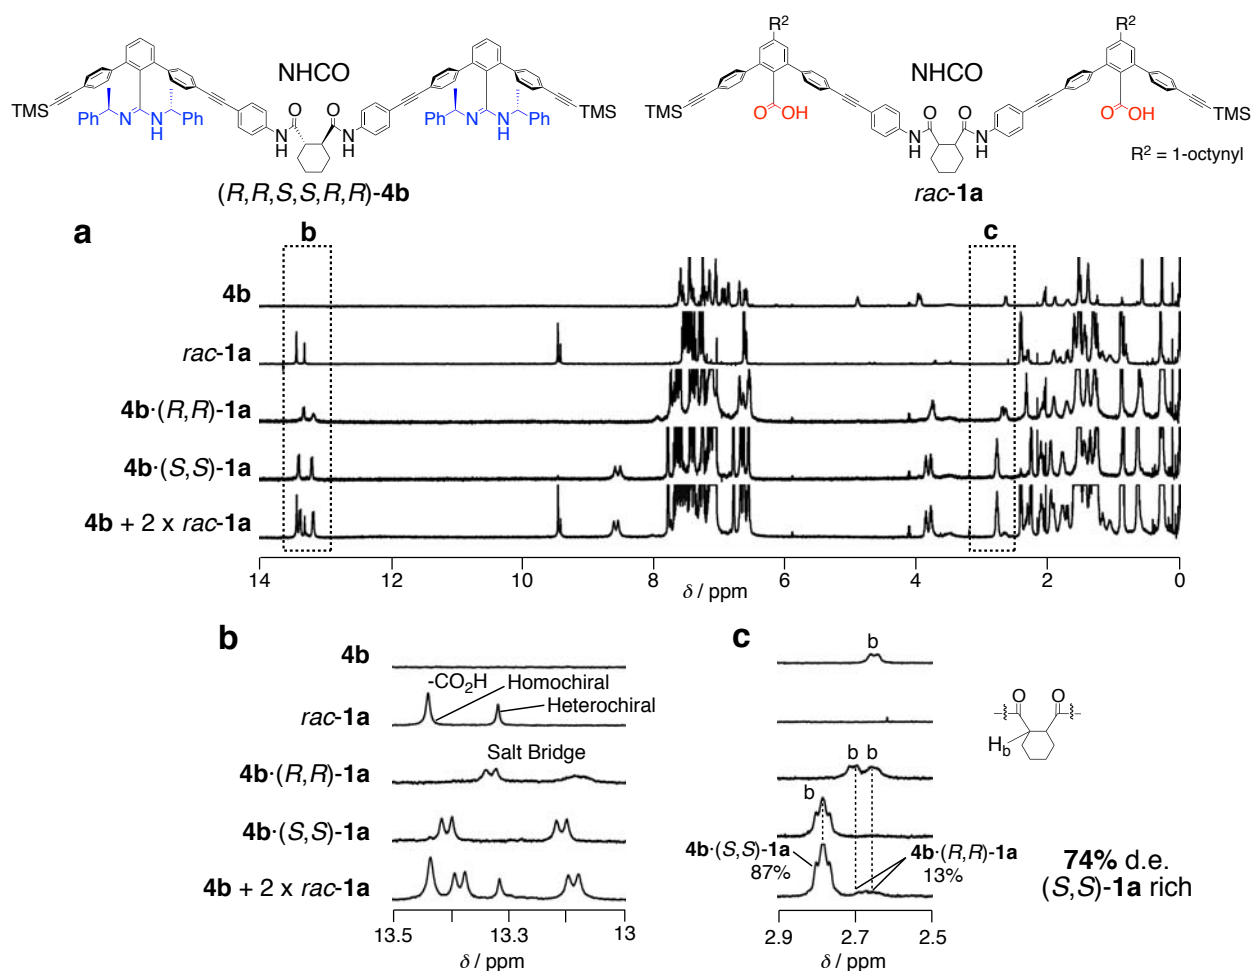 R²
R²
NHCO
NHCO
TMS
TMS
TMS
TMS
Ph
N
N
H
Ph
Ph
N
N
H
Ph
O
O
N
H
N
H
O
OH
O
OH
O
O
N
H
N
H
R² = 1-octynyl
(R,R,S,S,R,R)-4b
rac-1a
a
b
c
4b
rac-1a
4b·(R,R)-1a
4b·(S,S)-1a
4b + 2 x rac-1a
14
12
10
8
6
4
2
0
δ / ppm
b
4b
rac-1a
-CO₂H
Homochiral
Heterochiral
4b·(R,R)-1a
Salt Bridge
4b·(S,S)-1a
4b + 2 x rac-1a
13.5
13.3
13
δ / ppm
c
b
b
b
b
4b·(S,S)-1a
87%
4b·(R,R)-1a
13%
2.9
2.7
2.5
δ / ppm
O
O
Hb
74% d.e.
(S,S)-1a rich